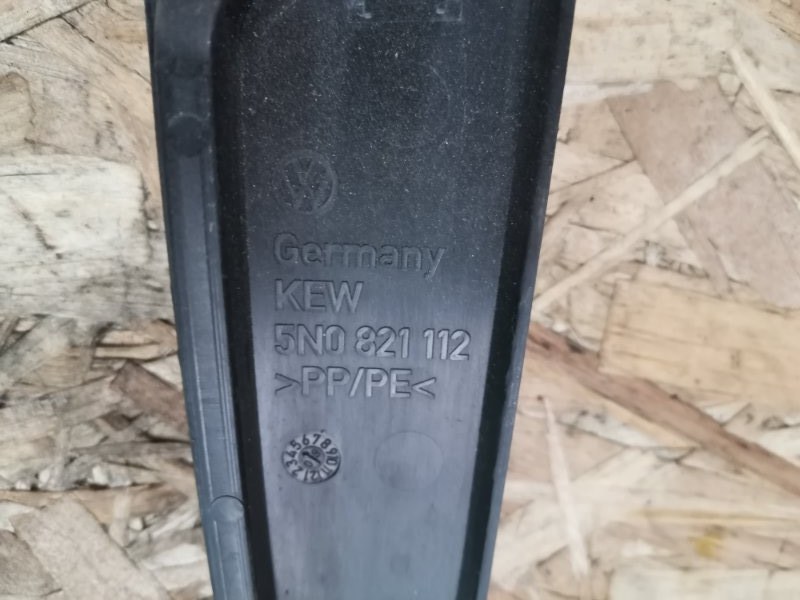 Germany
KEW
5N0 821 112
>PP/PE<